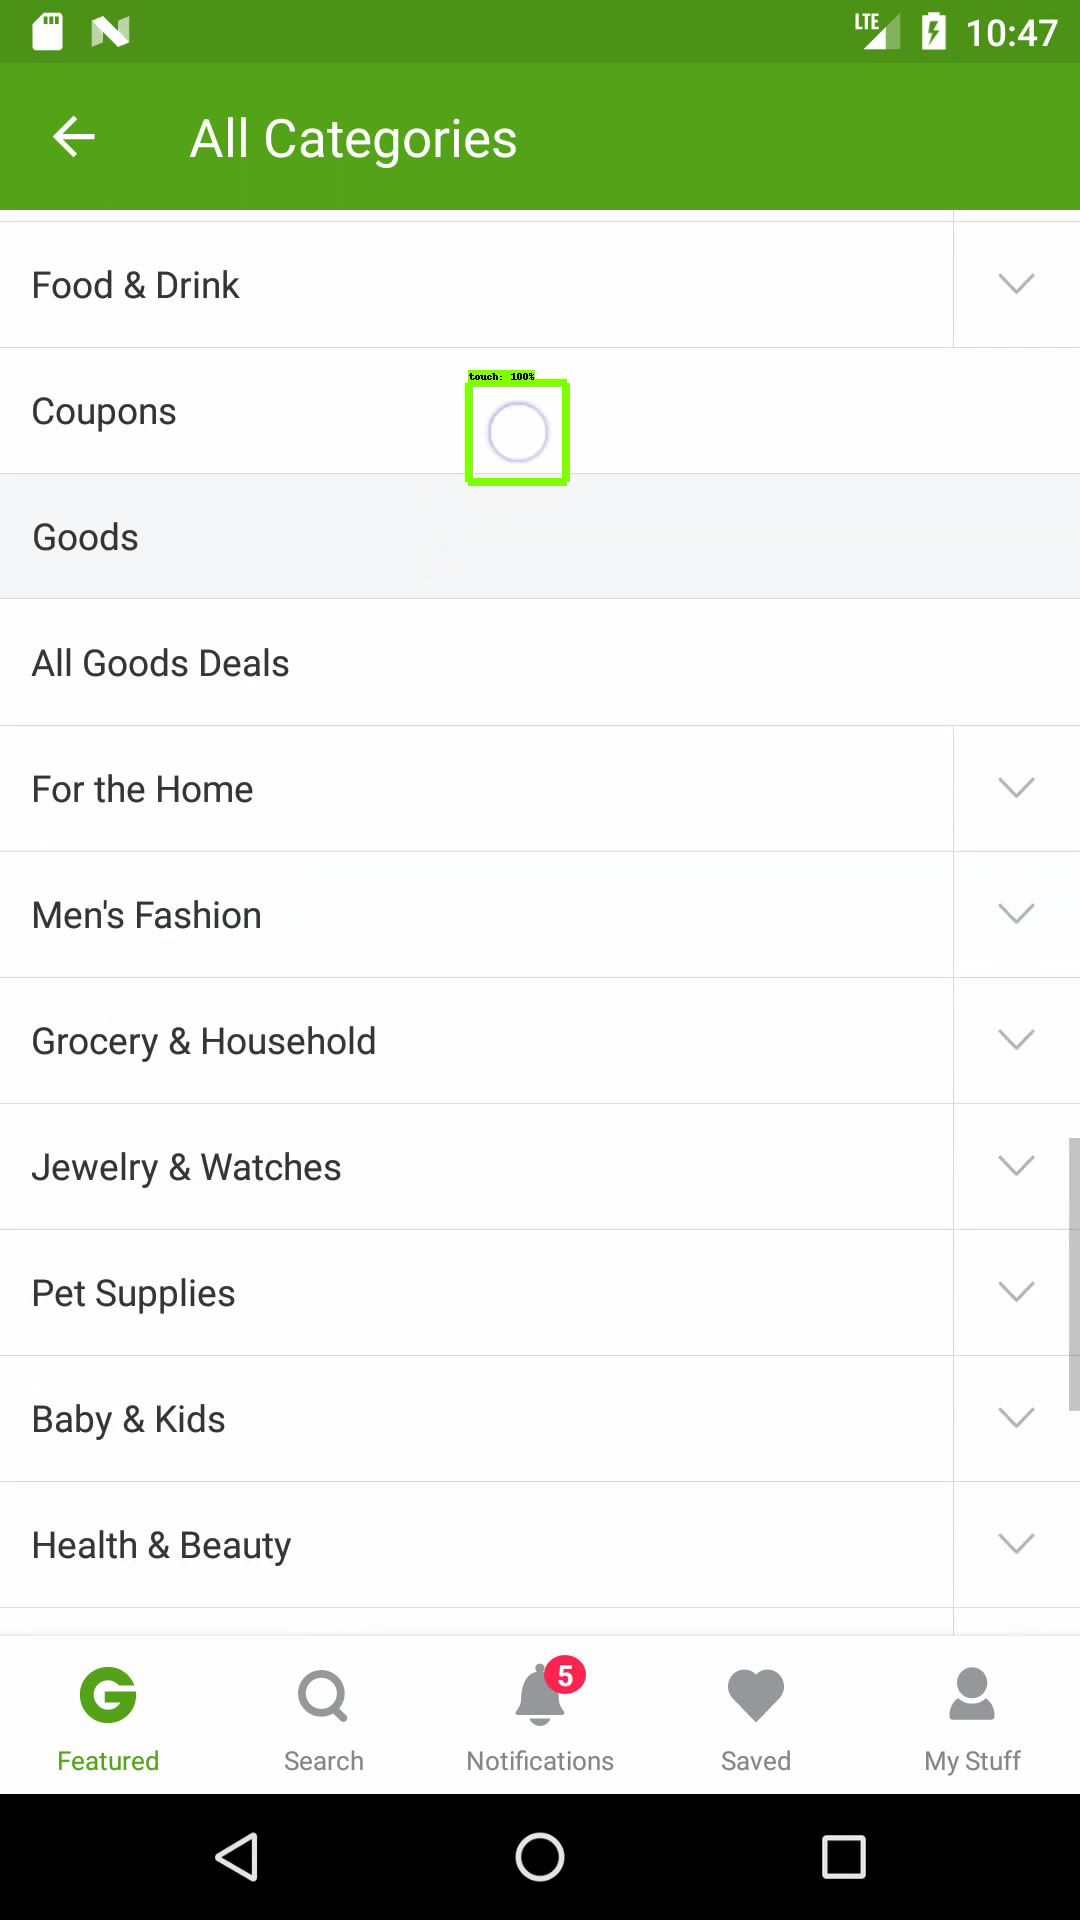 LTE 10:47
All Categories
Food & Drink
touch: 100%
Coupons
Goods
All Goods Deals
For the Home
Men's Fashion
Grocery & Household
Jewelry & Watches
Pet Supplies
Baby & Kids
Health & Beauty
5
Featured Search Notifications Saved My Stuff